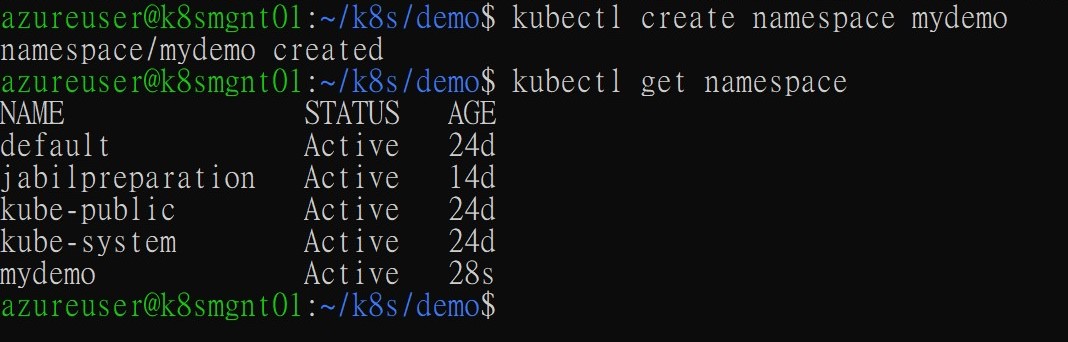 azureuser@k8smgnt01:~/k8s/demo$ kubectl create namespace mydemo
namespace/mydemo created
azureuser@k8smgnt01:~/k8s/demo$ kubectl get namespace
NAME STATUS AGE
default Active 24d
jabilpreparation Active 14d
kube-public Active 24d
kube-system Active 24d
mydemo Active 28s
azureuser@k8smgnt01:~/k8s/demo$